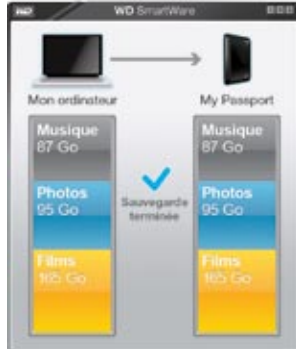 WD WD SmartWare
Mon ordinateur
My Passport
Musique
87 Go
Photos
95 Go
Films
165 Go
Sauvegarde
terminée
Musique
87 Go
Photos
95 Go
Films
165 Go